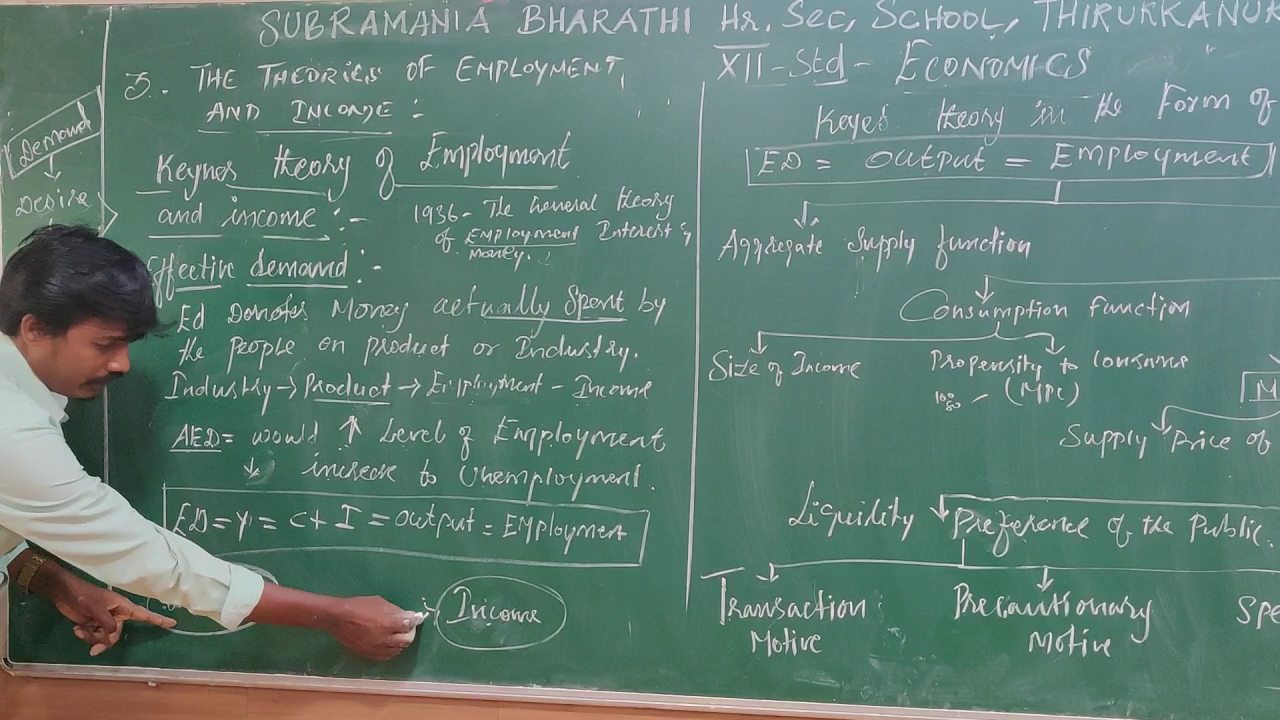 SUBRAMANIA BHARATHI Hr. Sec, SCHOOL, THIRUKKANUR
XII - Std - ECONOMICS
3. THE THEORIES OF EMPLOYMENT
AND INCOME :
Demand
Desire
Keynes theory of Employment
and income :-
1936 - The General theory
of Employment Interest &
Money.
Effective demand :-
Ed Denotes Money actually Spent by
the people on product or Industry.
Industry → Product → Employment - Income
AED = would ↑ Level of Employment
↓ increase to Unemployment.
ED = Y = C + I = output = Employment
Income
Keyes theory in the Form of
ED = output = Employment
Aggregate Supply function
Consumption Function
Size of Income
Propensity to Consume
(MPC)
M
Supply Price of
Liquidity Preference of the Public.
Transaction
Motive
Precautionary
Motive
Spe